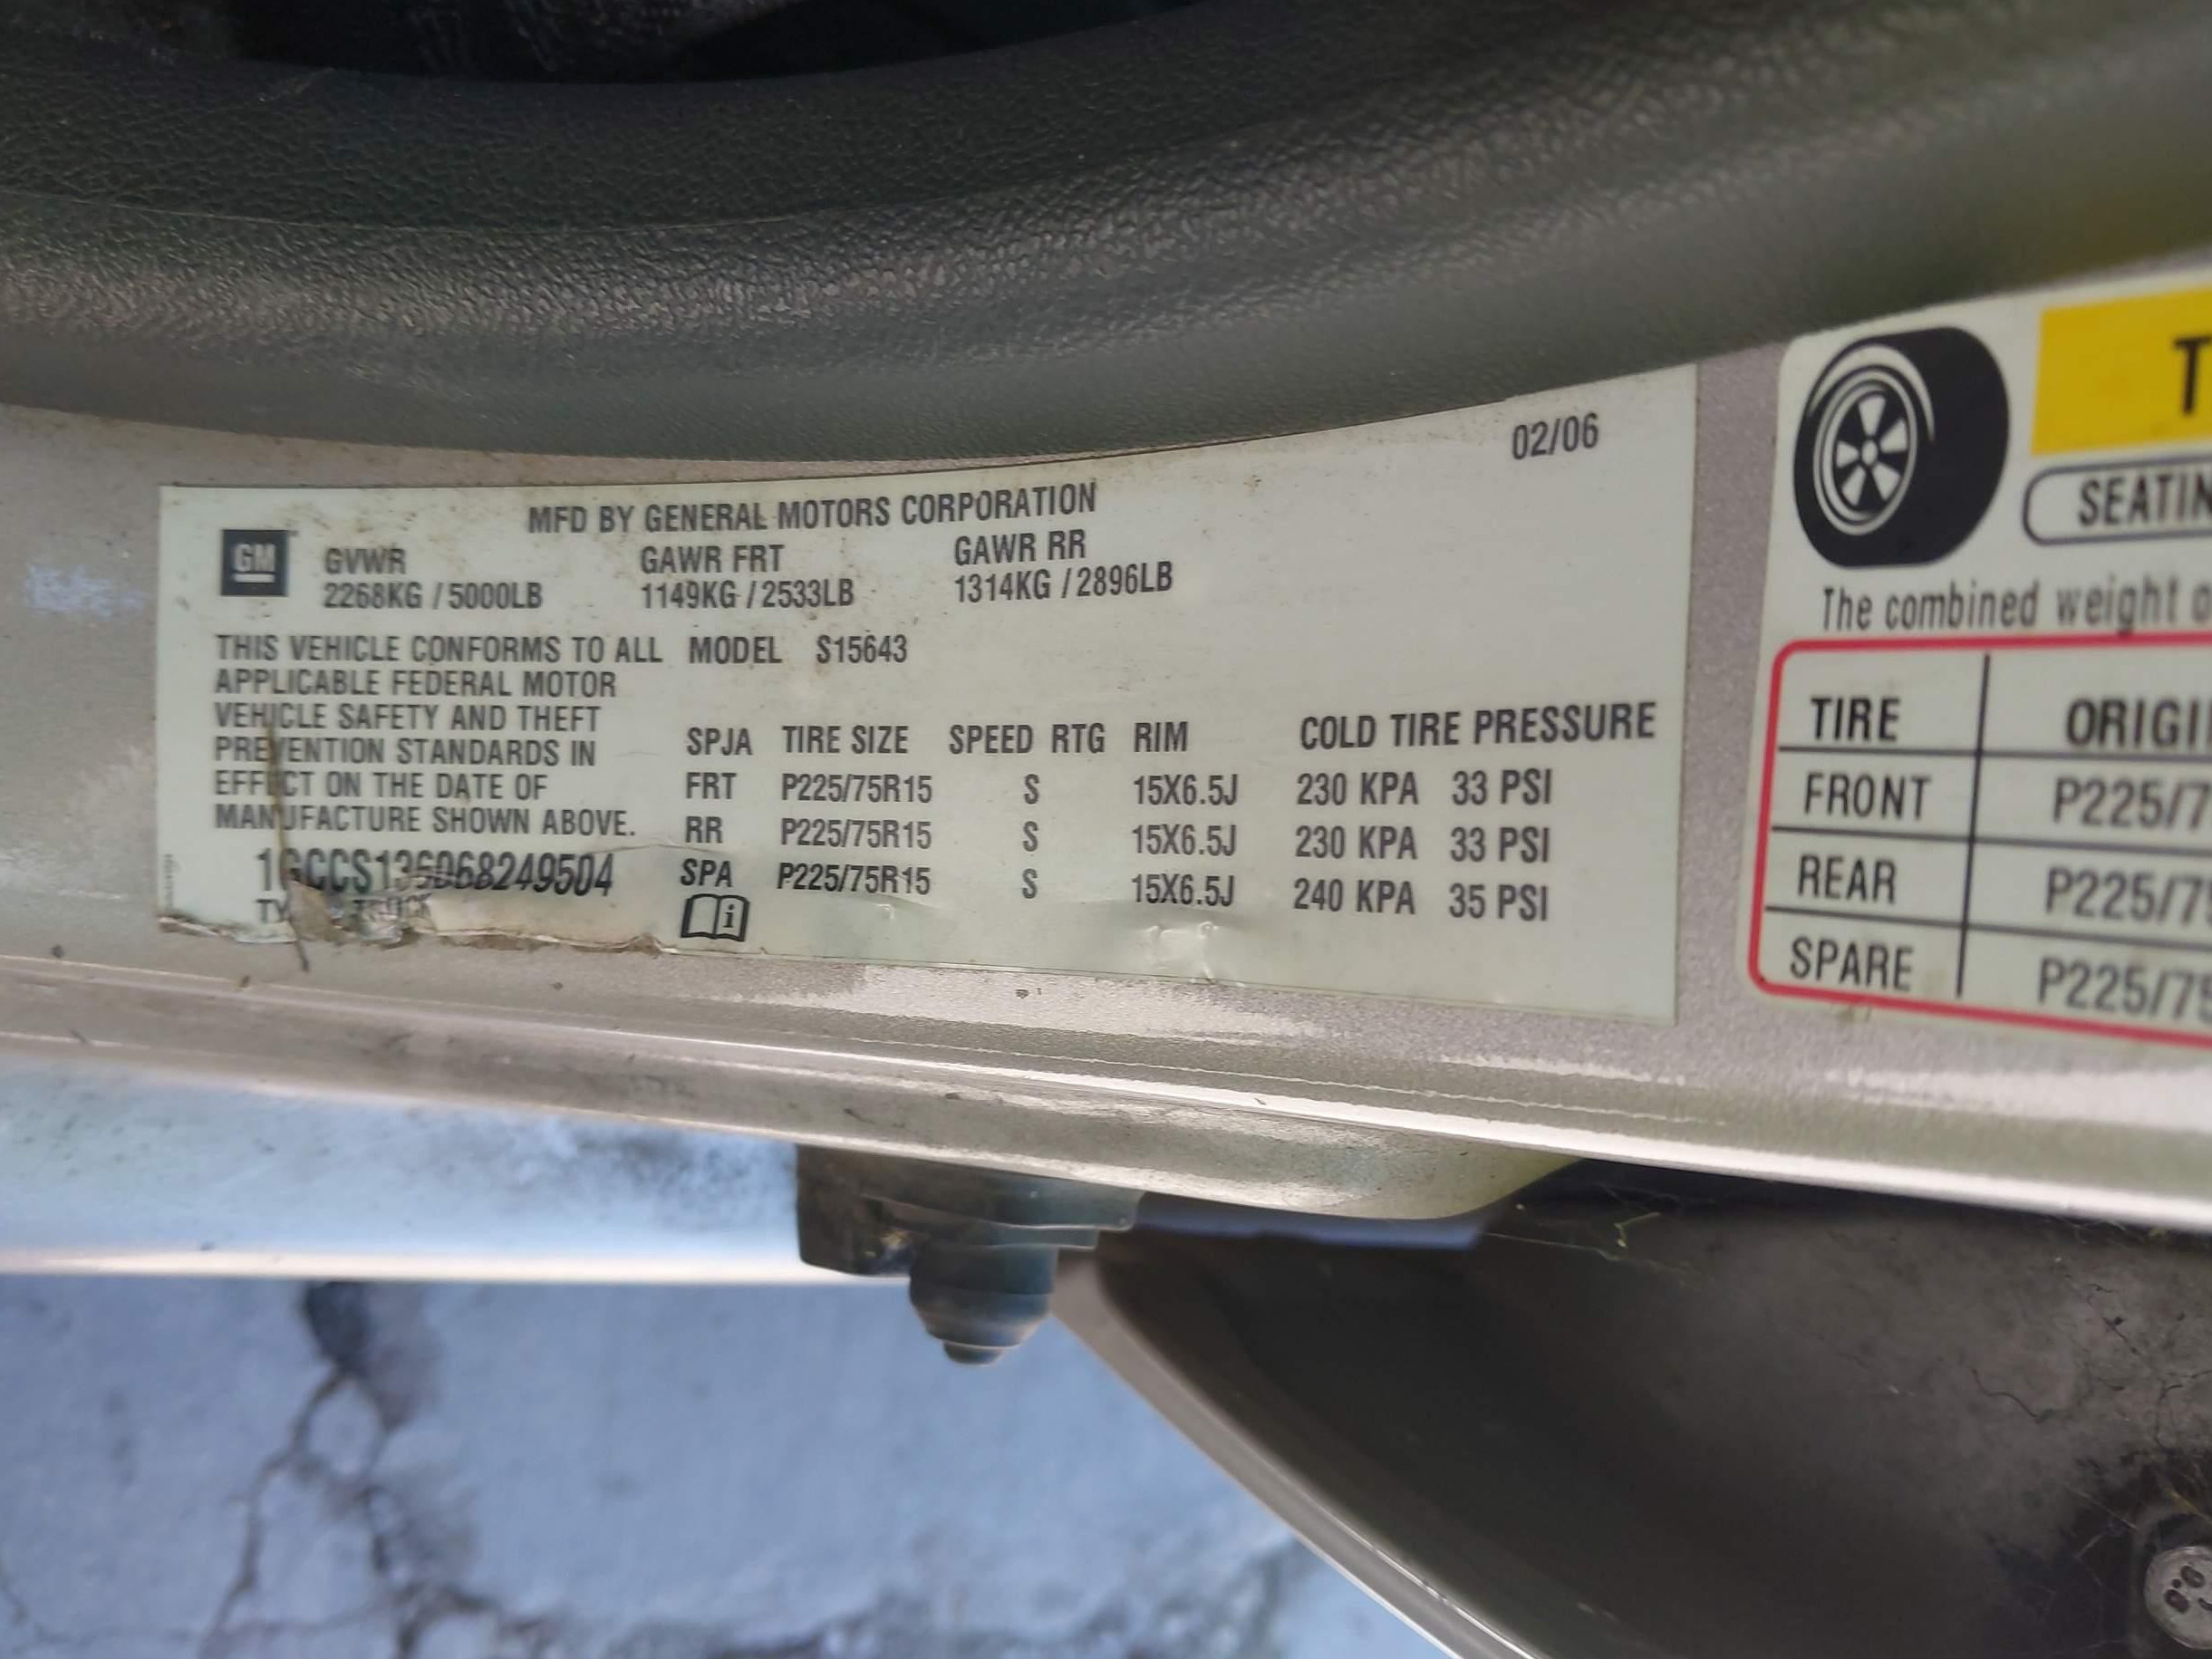 02/06
MFD BY GENERAL MOTORS CORPORATION
GM GVWR GAWR FRT GAWR RR
2268KG / 5000LB 1149KG / 2533LB 1314KG / 2896LB
THIS VEHICLE CONFORMS TO ALL MODEL S15643
APPLICABLE FEDERAL MOTOR
VEHICLE SAFETY AND THEFT
PREVENTION STANDARDS IN
EFFECT ON THE DATE OF
MANUFACTURE SHOWN ABOVE.
1GCCS136068249504
TRUCK
SPJA TIRE SIZE SPEED RTG RIM COLD TIRE PRESSURE
FRT P225/75R15 S 15X6.5J 230 KPA 33 PSI
RR P225/75R15 S 15X6.5J 230 KPA 33 PSI
SPA P225/75R15 S 15X6.5J 240 KPA 35 PSI
i
T
SEATIN
The combined weight o
TIRE ORIGI
FRONT P225/7
REAR P225/75
SPARE P225/75